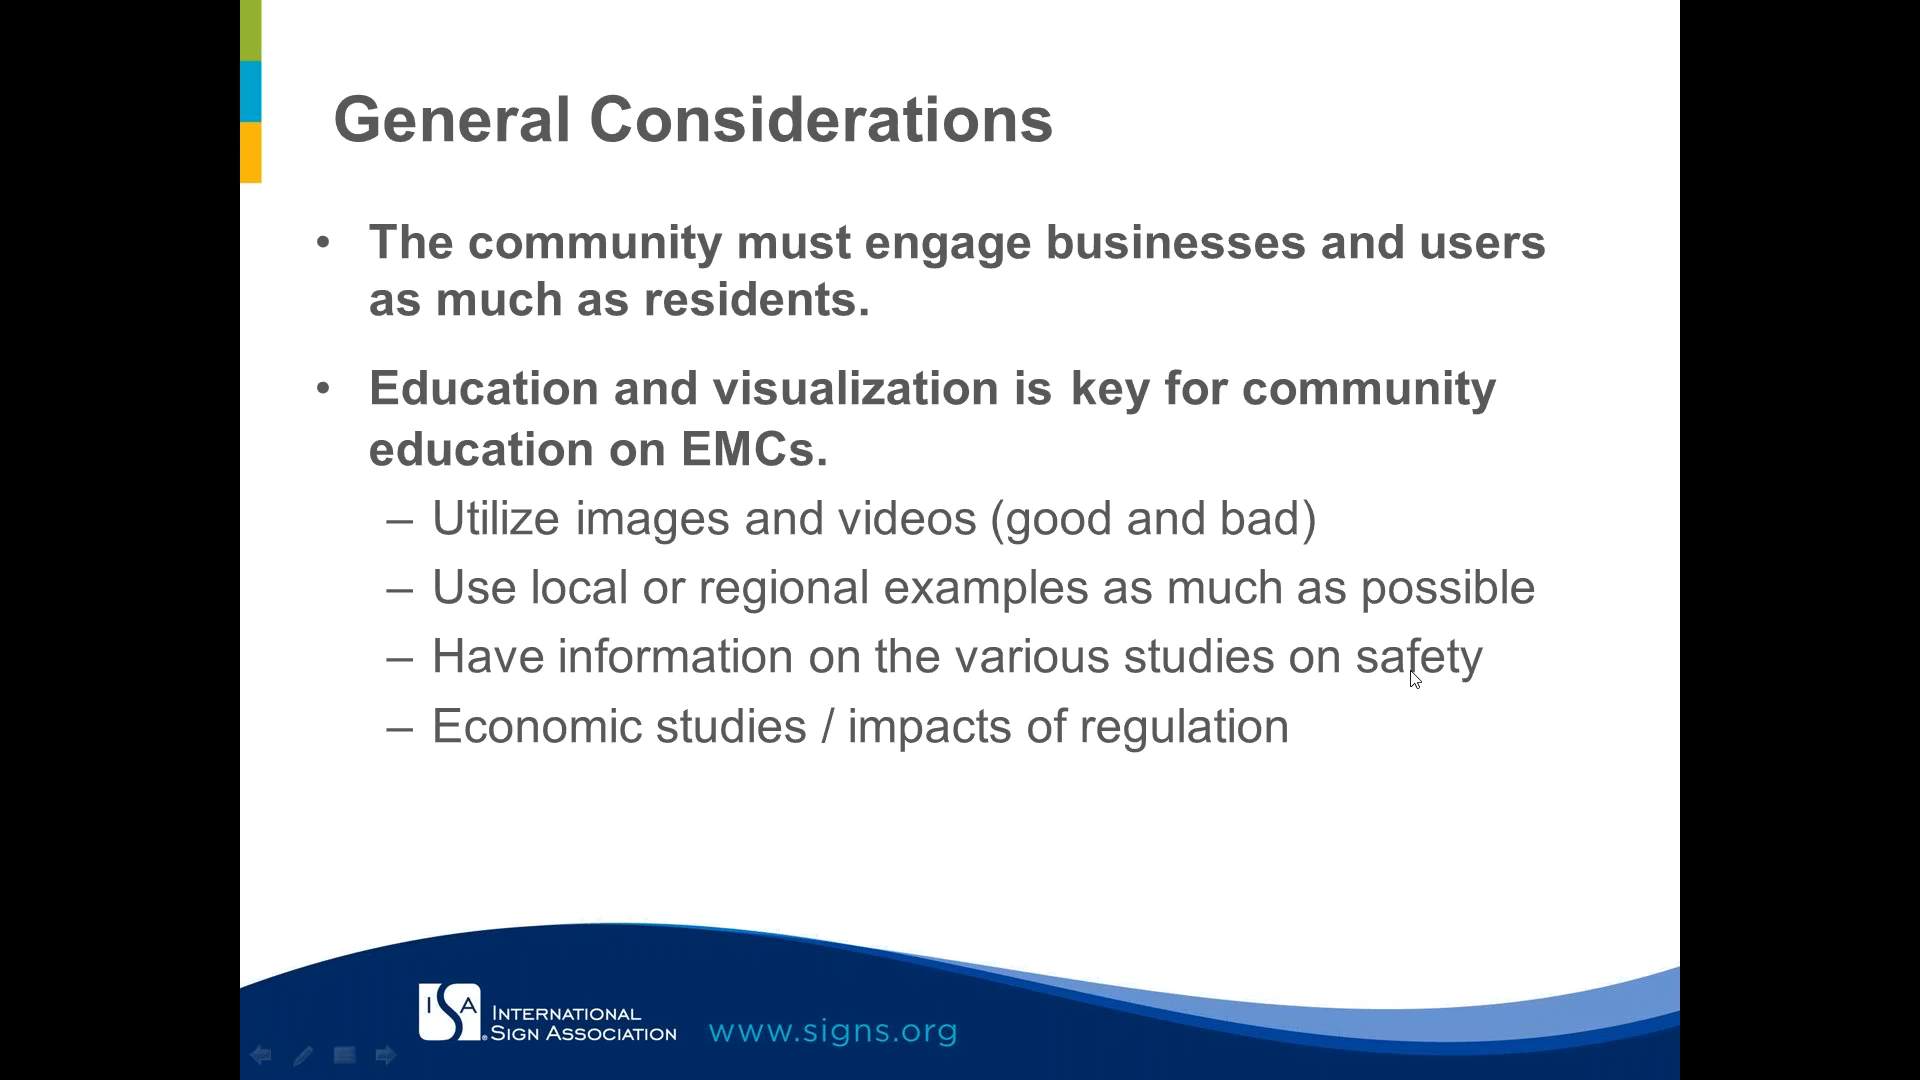 General Considerations
• The community must engage businesses and users
as much as residents.
• Education and visualization is key for community
education on EMCs.
– Utilize images and videos (good and bad)
– Use local or regional examples as much as possible
– Have information on the various studies on safety
– Economic studies / impacts of regulation
ISA®
INTERNATIONAL
SIGN ASSOCIATION
www.signs.org